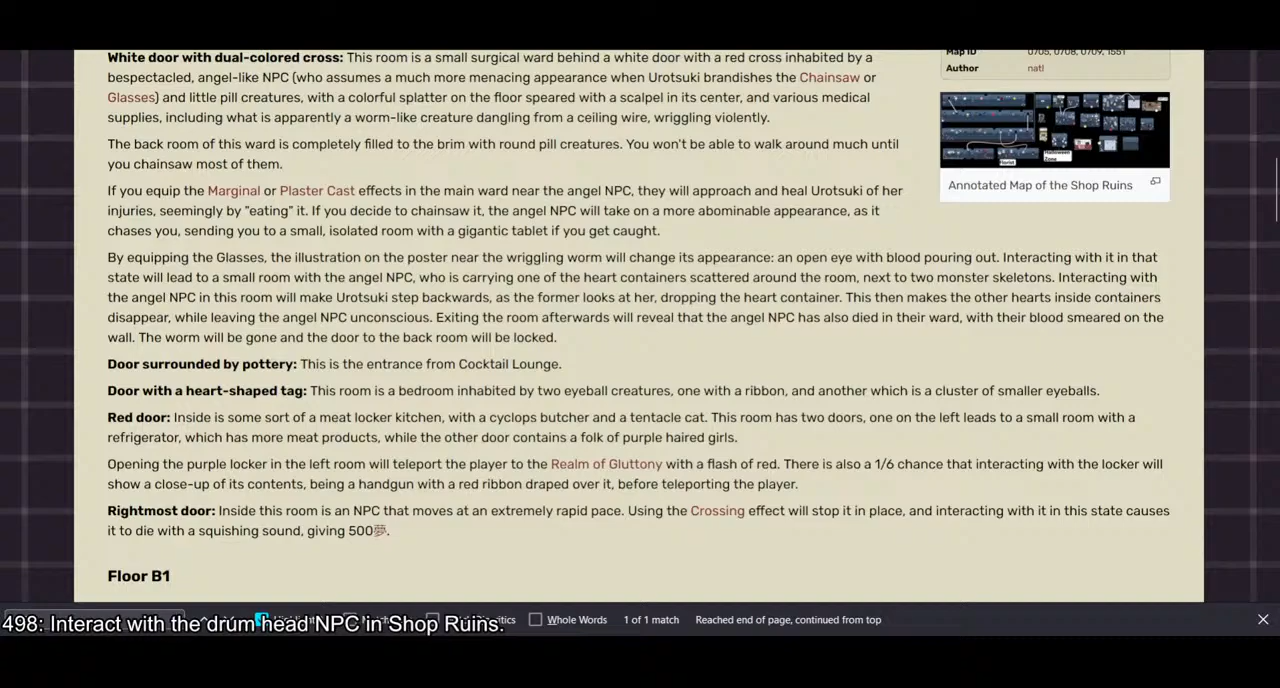 White door with dual-colored cross: This room is a small surgical ward behind a white door with a red cross inhabited by a
bespectacled, angel-like NPC (who assumes a much more menacing appearance when Urotsuki brandishes the Chainsaw or
Glasses) and little pill creatures, with a colorful splatter on the floor speared with a scalpel in its center, and various medical
supplies, including what is apparently a worm-like creature dangling from a ceiling wire, wriggling violently.
The back room of this ward is completely filled to the brim with round pill creatures. You won't be able to walk around much until
you chainsaw most of them.
If you equip the Marginal or Plaster Cast effects in the main ward near the angel NPC, they will approach and heal Urotsuki of her
injuries, seemingly by "eating" it. If you decide to chainsaw it, the angel NPC will take on a more abominable appearance, as it
chases you, sending you to a small, isolated room with a gigantic tablet if you get caught.
Map ID 0705, 0708, 0709, 1551
Author natl
Annotated Map of the Shop Ruins
By equipping the Glasses, the illustration on the poster near the wriggling worm will change its appearance: an open eye with blood pouring out. Interacting with it in that
state will lead to a small room with the angel NPC, who is carrying one of the heart containers scattered around the room, next to two monster skeletons. Interacting with
the angel NPC in this room will make Urotsuki step backwards, as the former looks at her, dropping the heart container. This then makes the other hearts inside containers
disappear, while leaving the angel NPC unconscious. Exiting the room afterwards will reveal that the angel NPC has also died in their ward, with their blood smeared on the
wall. The worm will be gone and the door to the back room will be locked.
Door surrounded by pottery: This is the entrance from Cocktail Lounge.
Door with a heart-shaped tag: This room is a bedroom inhabited by two eyeball creatures, one with a ribbon, and another which is a cluster of smaller eyeballs.
Red door: Inside is some sort of a meat locker kitchen, with a cyclops butcher and a tentacle cat. This room has two doors, one on the left leads to a small room with a
refrigerator, which has more meat products, while the other door contains a folk of purple haired girls.
Opening the purple locker in the left room will teleport the player to the Realm of Gluttony with a flash of red. There is also a 1/6 chance that interacting with the locker will
show a close-up of its contents, being a handgun with a red ribbon draped over it, before teleporting the player.
Rightmost door: Inside this room is an NPC that moves at an extremely rapid pace. Using the Crossing effect will stop it in place, and interacting with it in this state causes
it to die with a squishing sound, giving 500夢.
Floor B1
498: Interact with the drum head NPC in Shop Ruins.
Whole Words 1 of 1 match Reached end of page, continued from top